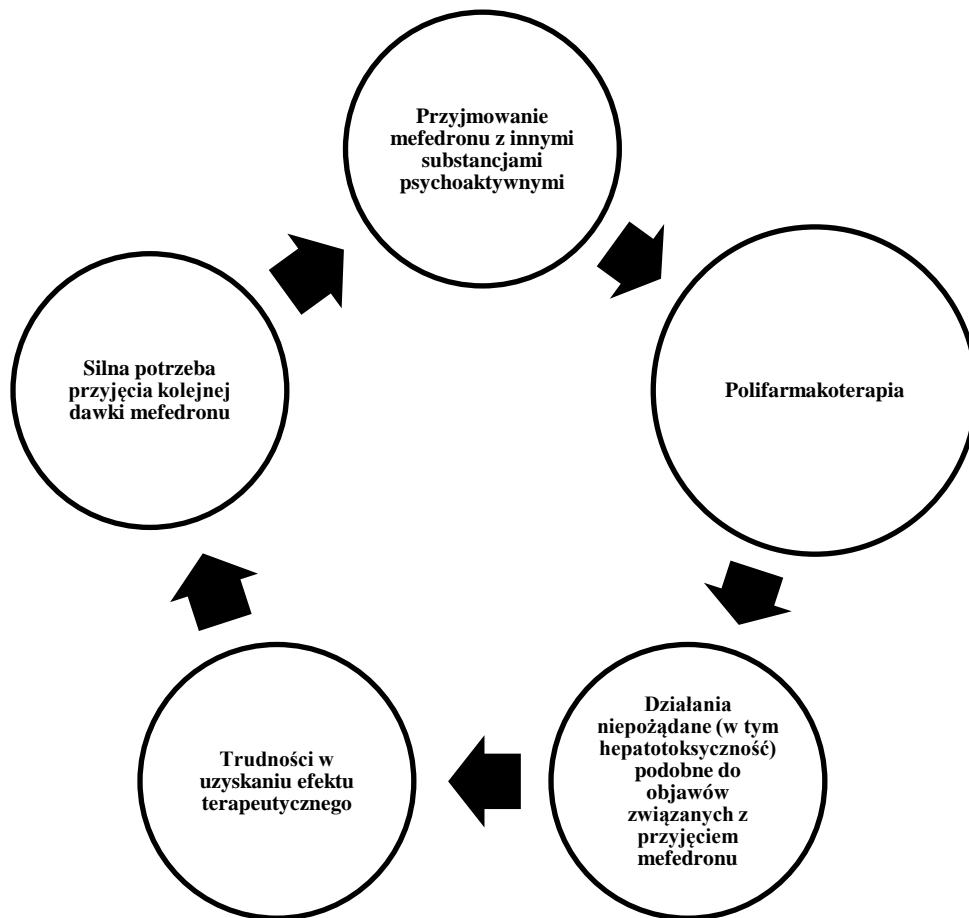 Przyjmowanie
mefedronu z innymi
substancjami
psychoaktywnymi
Polifarmakoterapia
Działania
niepożądane (w tym
hepatotoksyczność)
podobne do
objawów
związanych z
przyjęciem
mefedronu
Trudności w
uzyskaniu efektu
terapeutycznego
Silna potrzeba
przyjęcia kolejnej
dawki mefedronu